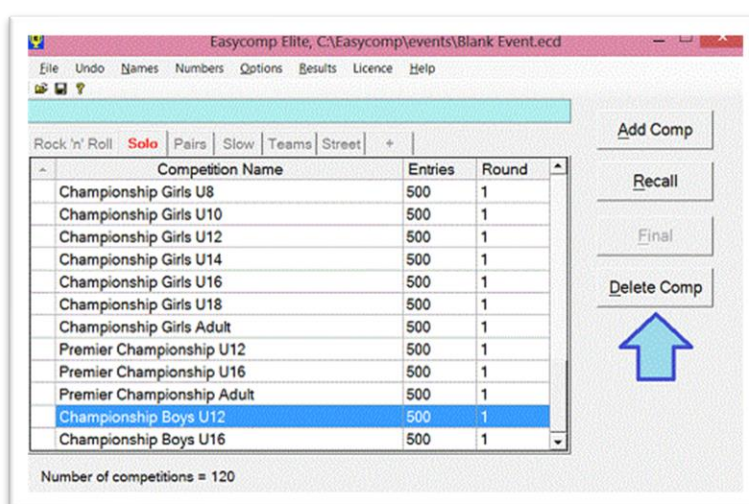 Easycomp Elite, C:\Easycomp\events\Blank Event.ecd
File Undo Names Numbers Options Results Licence Help
Rock 'n' Roll Solo Pairs Slow Teams Street +
Competition Name Entries Round
Championship Girls U8 500 1
Championship Girls U10 500 1
Championship Girls U12 500 1
Championship Girls U14 500 1
Championship Girls U16 500 1
Championship Girls U18 500 1
Championship Girls Adult 500 1
Premier Championship U12 500 1
Premier Championship U16 500 1
Premier Championship Adult 500 1
Championship Boys U12 500 1
Championship Boys U16 500 1
Number of competitions = 120
Add Comp
Recall
Final
Delete Comp